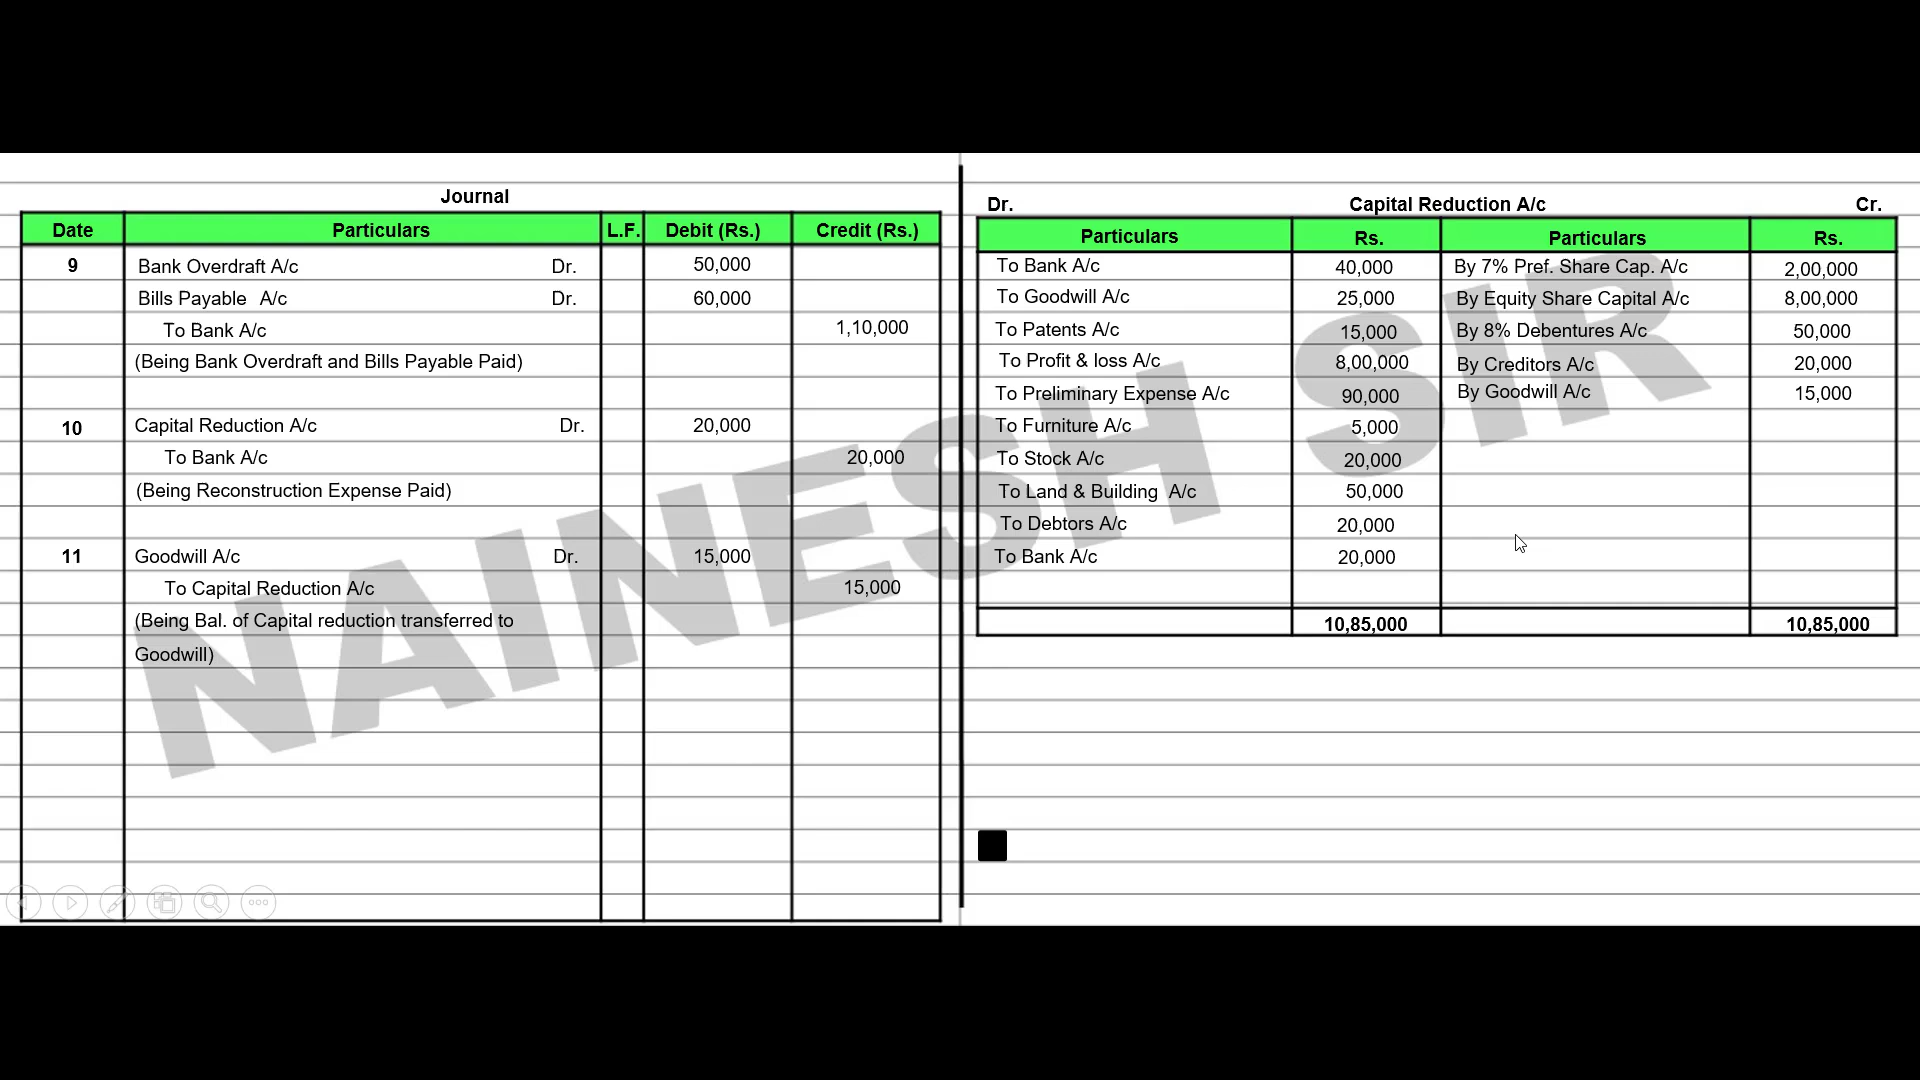 Journal
Date Particulars L.F. Debit (Rs.) Credit (Rs.)
9 Bank Overdraft A/c Dr. 50,000
Bills Payable A/c Dr. 60,000
To Bank A/c 1,10,000
(Being Bank Overdraft and Bills Payable Paid)
10 Capital Reduction A/c Dr. 20,000
To Bank A/c 20,000
(Being Reconstruction Expense Paid)
11 Goodwill A/c Dr. 15,000
To Capital Reduction A/c 15,000
(Being Bal. of Capital reduction transferred to
Goodwill)
Dr. Capital Reduction A/c Cr.
Particulars Rs. Particulars Rs.
To Bank A/c 40,000 By 7% Pref. Share Cap. A/c 2,00,000
To Goodwill A/c 25,000 By Equity Share Capital A/c 8,00,000
To Patents A/c 15,000 By 8% Debentures A/c 50,000
To Profit & loss A/c 8,00,000 By Creditors A/c 20,000
To Preliminary Expense A/c 90,000 By Goodwill A/c 15,000
To Furniture A/c 5,000
To Stock A/c 20,000
To Land & Building A/c 50,000
To Debtors A/c 20,000
To Bank A/c 20,000
10,85,000 10,85,000
NAINESH SIR